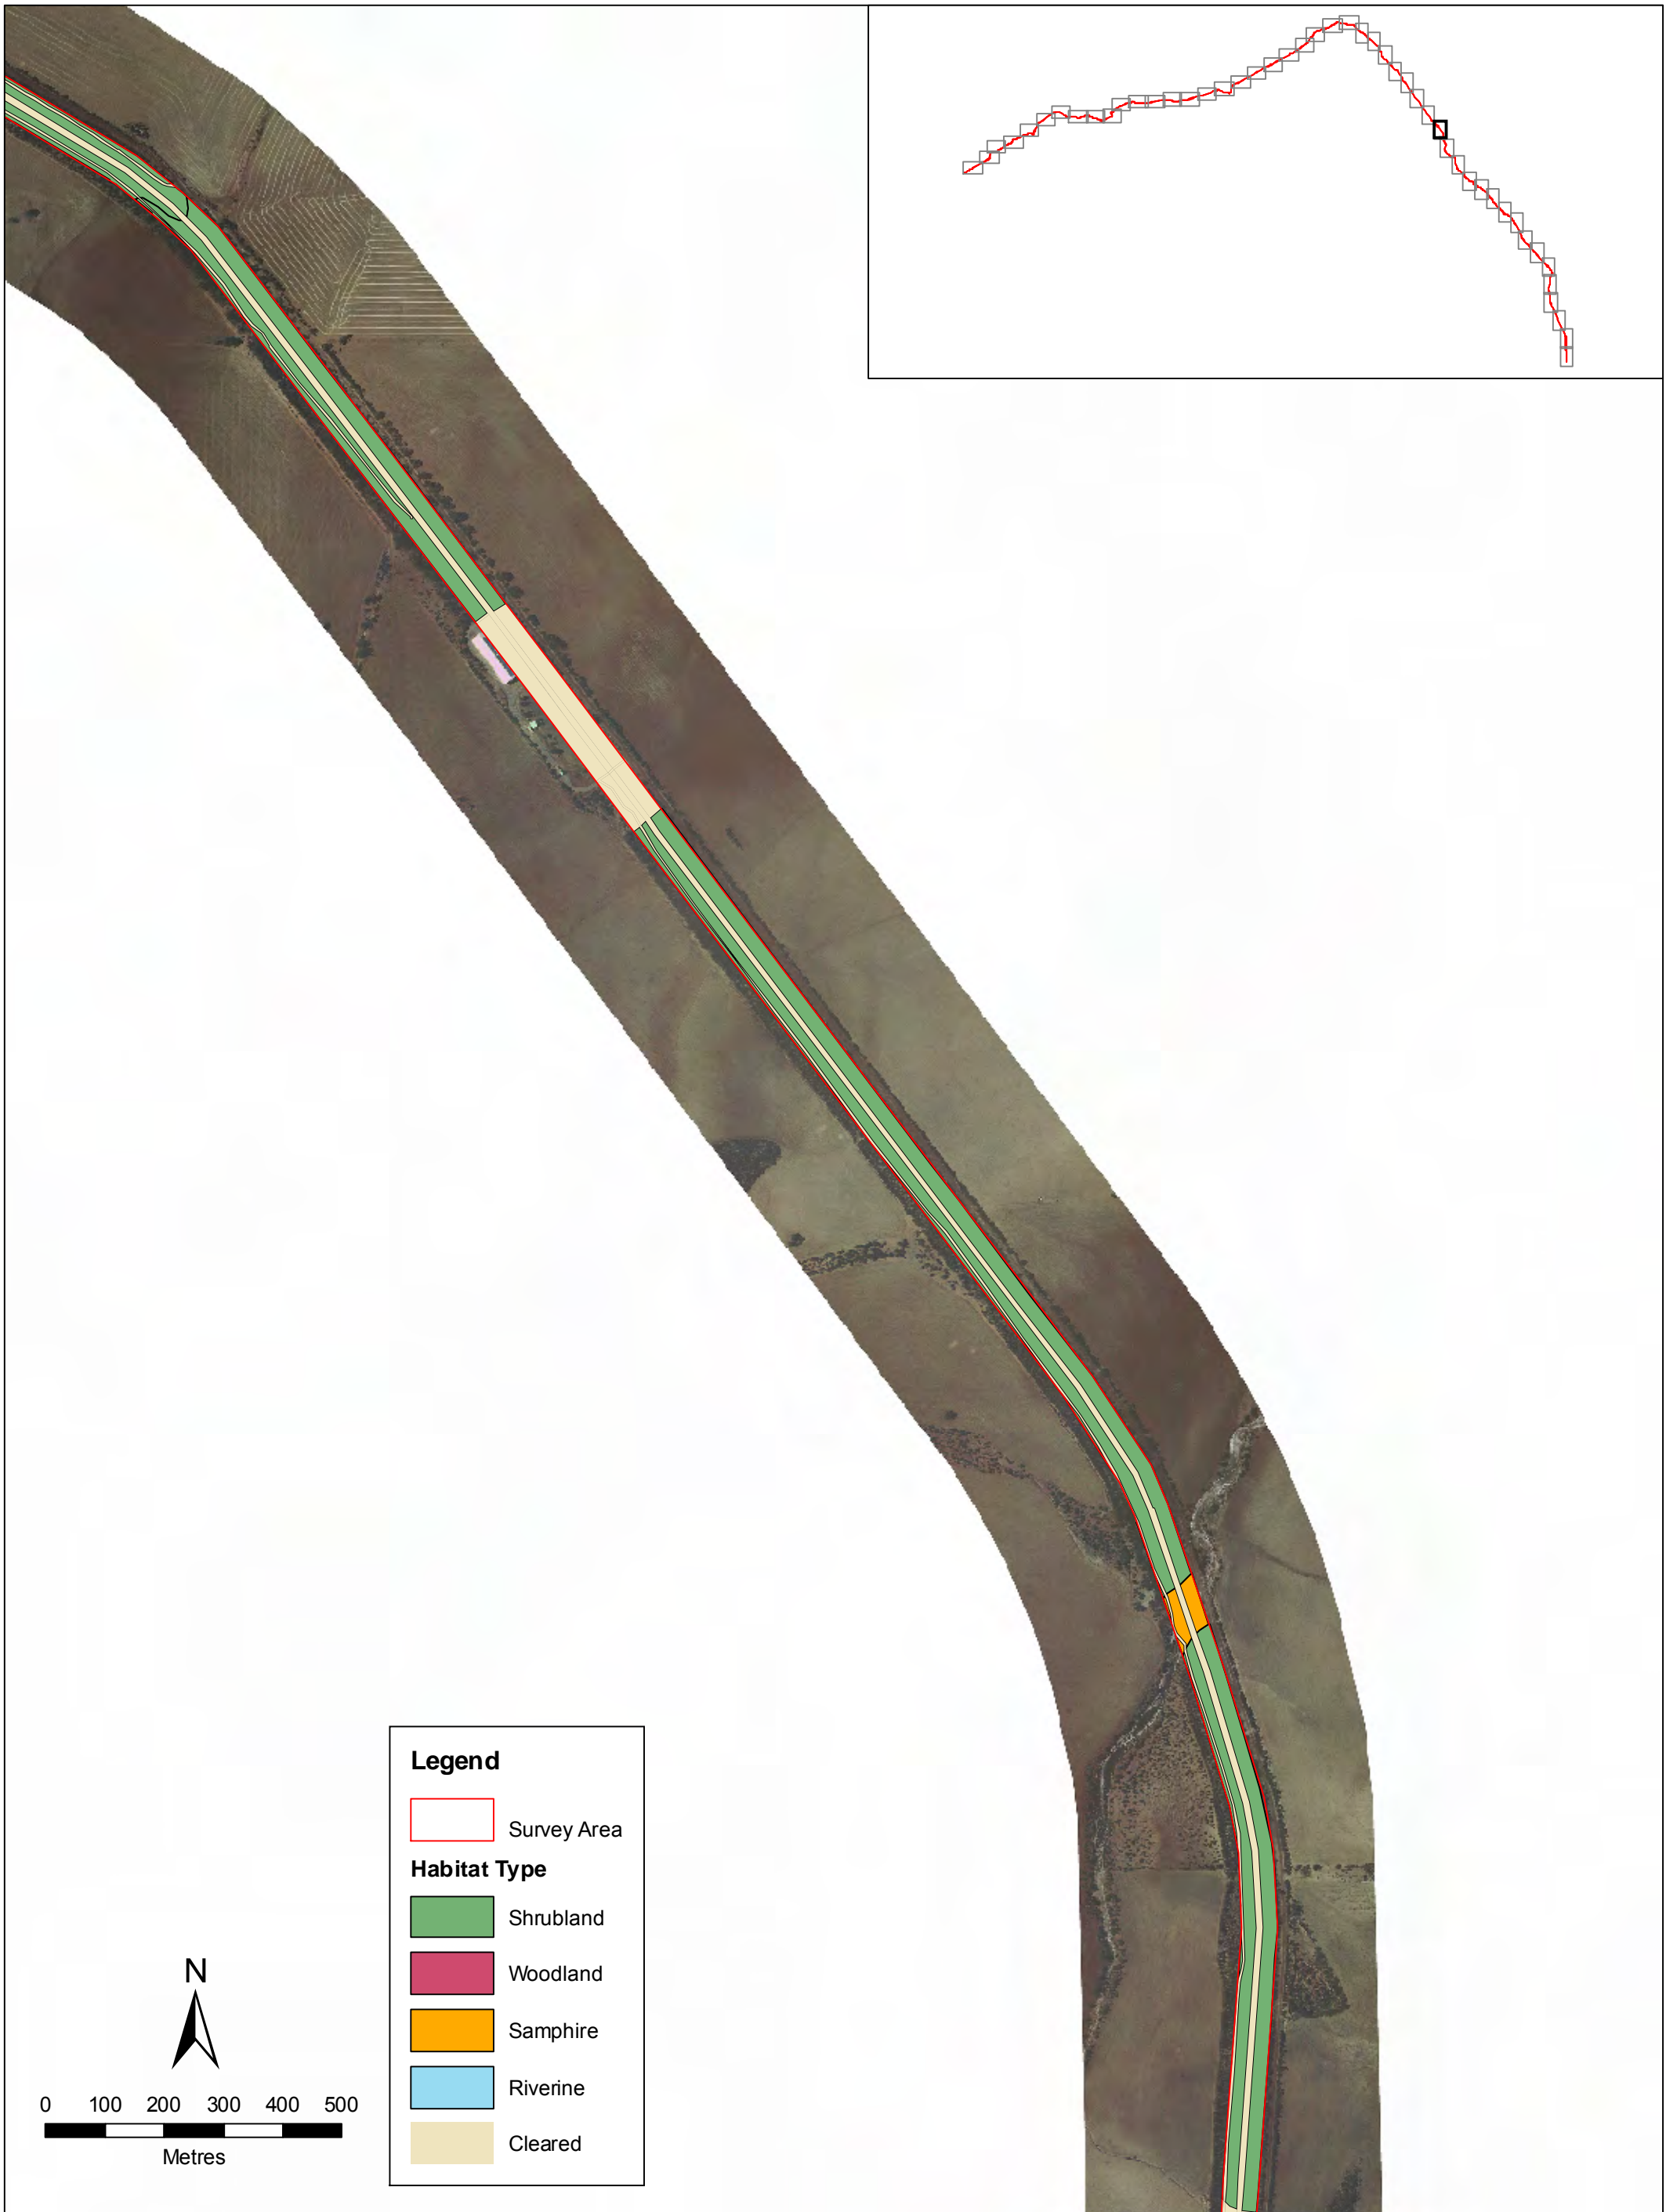 Legend
Survey Area
Habitat Type
Shrubland
Woodland
Samphire
Riverine
Cleared
N
0 100 200 300 400 500
Metres